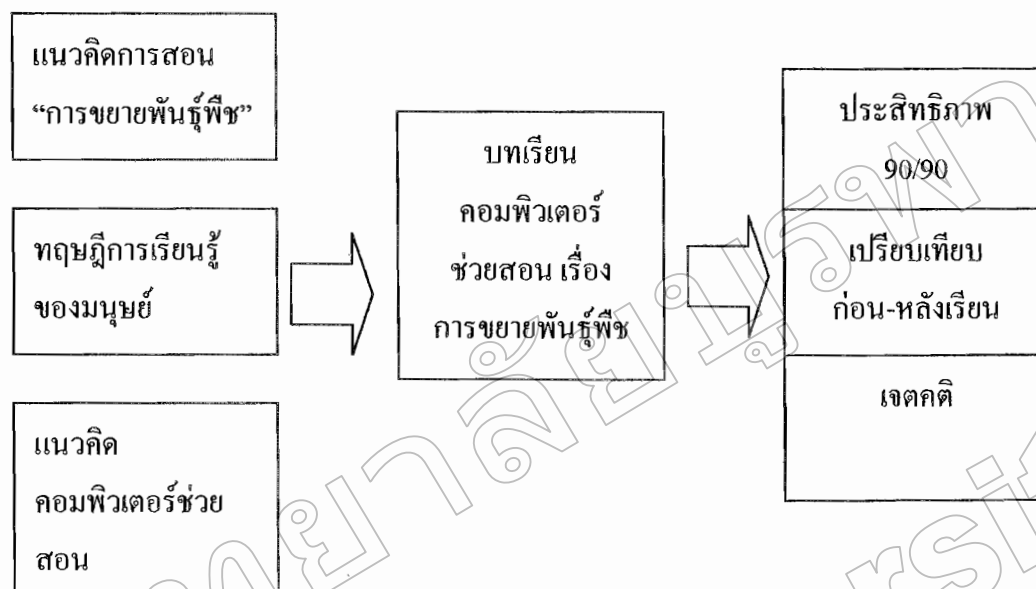 แนวคิดการสอน
“การขยายพันธุ์พืช”
ทฤษฎีการเรียนรู้
ของมนุษย์
แนวคิด
คอมพิวเตอร์ช่วย
สอน
บทเรียน
คอมพิวเตอร์
ช่วยสอน เรื่อง
การขยายพันธุ์พืช
ประสิทธิภาพ
90/90
เปรียบเทียบ
ก่อน-หลังเรียน
เจตคติ